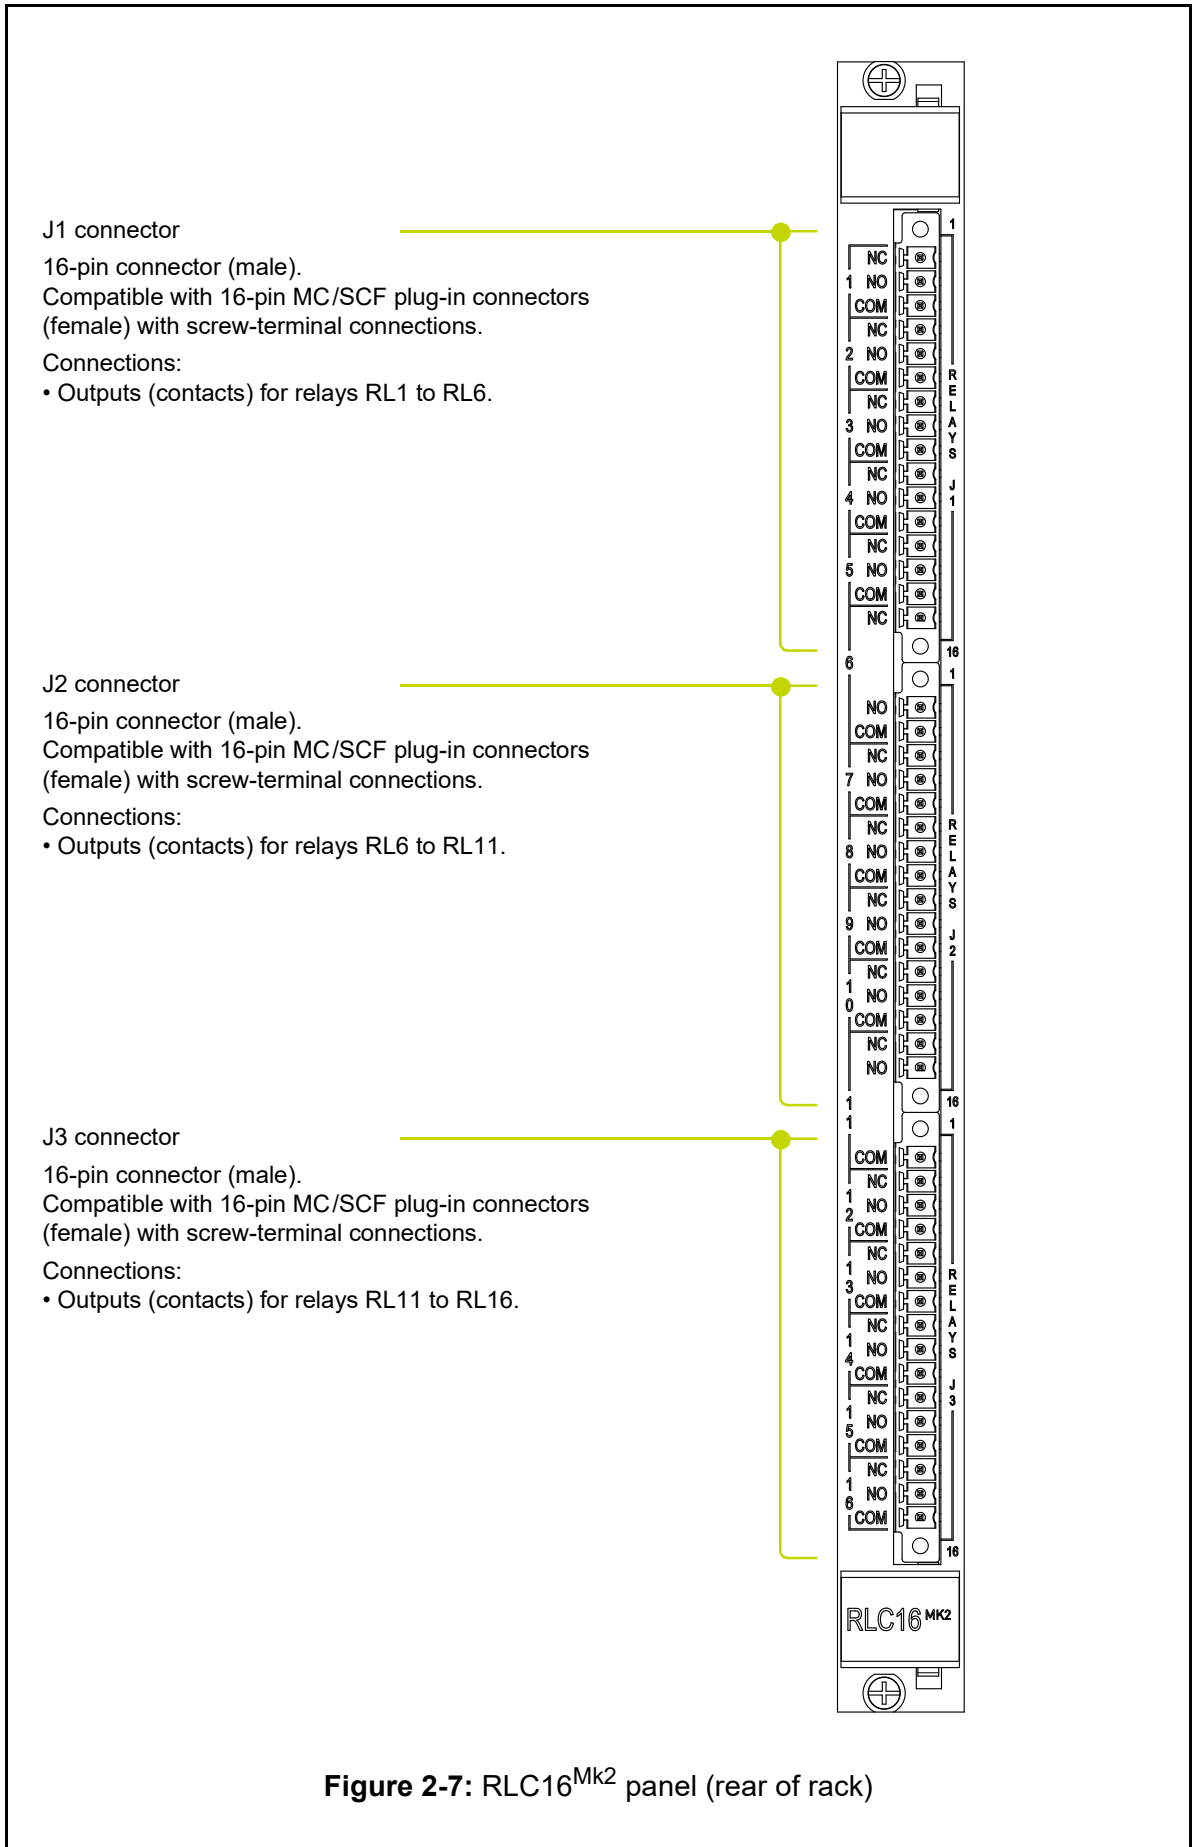 J1 connector
16-pin connector (male).
Compatible with 16-pin MC/SCF plug-in connectors
(female) with screw-terminal connections.
Connections:
• Outputs (contacts) for relays RL1 to RL6.
J2 connector
16-pin connector (male).
Compatible with 16-pin MC/SCF plug-in connectors
(female) with screw-terminal connections.
Connections:
• Outputs (contacts) for relays RL6 to RL11.
J3 connector
16-pin connector (male).
Compatible with 16-pin MC/SCF plug-in connectors
(female) with screw-terminal connections.
Connections:
• Outputs (contacts) for relays RL11 to RL16.
1
NC
1 NO
COM
NC
2 NO
COM
NC
3 NO
COM
NC
4 NO
COM
NC
5 NO
COM
NC
RELAYS J1
16
6
1
NO
COM
NC
7 NO
COM
NC
8 NO
COM
NC
9 NO
COM
NC
10 NO
COM
NC
NO
RELAYS J2
16
11
1
COM
NC
12 NO
COM
NC
13 NO
COM
NC
14 NO
COM
NC
15 NO
COM
NC
16 NO
COM
RELAYS J3
16
RLC16 MK2
Figure 2-7: RLC16Mk2 panel (rear of rack)